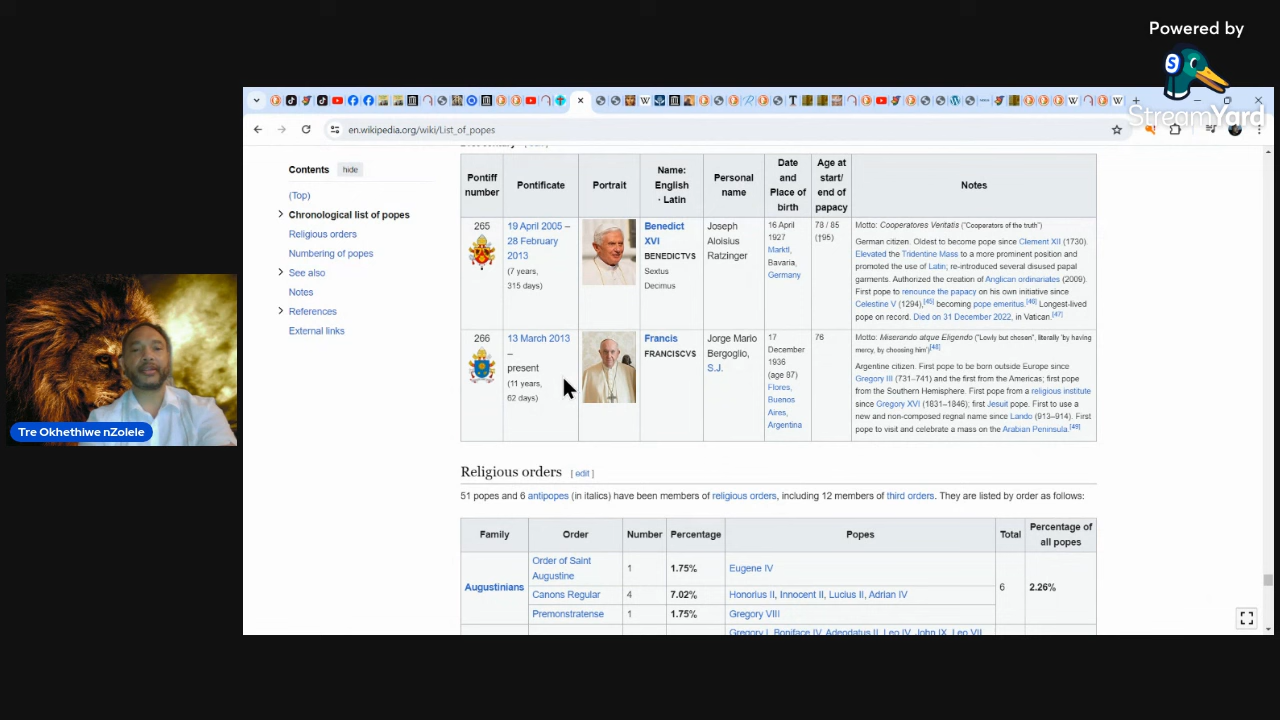 Powered by
S
StreamYard
en.wikipedia.org/wiki/List_of_popes
Contents hide
(Top)
Chronological list of popes
Religious orders
Numbering of popes
See also
Notes
References
External links
Pontiff number
Pontificate
Portrait
Name: English · Latin
Personal name
Date and Place of birth
Age at start/ end of papacy
Notes
265
19 April 2005 –
28 February
2013
(7 years,
315 days)
Benedict
XVI
BENEDICTVS
Sextus
Decimus
Joseph
Aloisius
Ratzinger
16 April
1927
Marktl,
Bavaria,
Germany
78 / 85
(†95)
Motto: Cooperatores Veritatis ("Cooperators of the truth")
German citizen. Oldest to become pope since Clement XII (1730).
Elevated the Tridentine Mass to a more prominent position and
promoted the use of Latin; re-introduced several disused papal
garments. Authorized the creation of Anglican ordinariates (2009).
First pope to renounce the papacy on his own initiative since
Celestine V (1294),[45] becoming pope emeritus.[46] Longest-lived
pope on record. Died on 31 December 2022, in Vatican.[47]
266
13 March 2013
–
present
(11 years,
62 days)
Francis
FRANCISCVS
Jorge Mario
Bergoglio,
S.J.
17
December
1936
(age 87)
Flores,
Buenos
Aires,
Argentina
76
Motto: Miserando atque Eligendo ("Lowly but chosen", literally 'by having
mercy, by choosing him')[48]
Argentine citizen. First pope to be born outside Europe since
Gregory III (731–741) and the first from the Americas; first pope
from the Southern Hemisphere. First pope from a religious institute
since Gregory XVI (1831–1846); first Jesuit pope. First to use a
new and non-composed regnal name since Lando (913–914). First
pope to visit and celebrate a mass on the Arabian Peninsula.[49]
Religious orders [ edit ]
51 popes and 6 antipopes (in italics) have been members of religious orders, including 12 members of third orders. They are listed by order as follows:
Family Order Number Percentage Popes Total Percentage of all popes
Augustinians
Order of Saint
Augustine
1 1.75% Eugene IV
Canons Regular 4 7.02% Honorius II, Innocent II, Lucius II, Adrian IV
Premonstratense 1 1.75% Gregory VIII
6 2.26%
Gregory I, Boniface IV, Adeodatus II, Leo IV, John IX, Leo VII,
Tre Okhethiwe nZolele